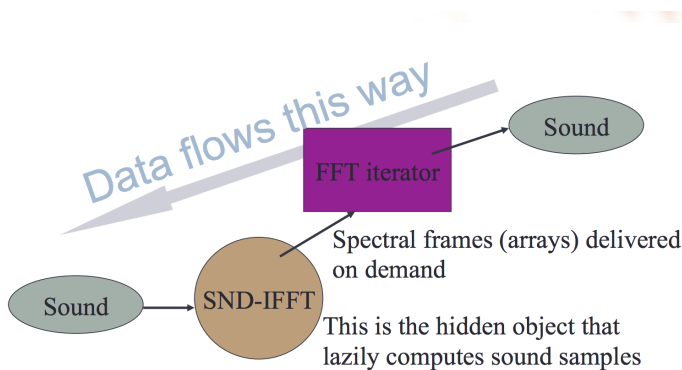 Data flows this way
Sound
FFT iterator
Spectral frames (arrays) delivered
on demand
Sound
SND-IFFT
This is the hidden object that
lazily computes sound samples